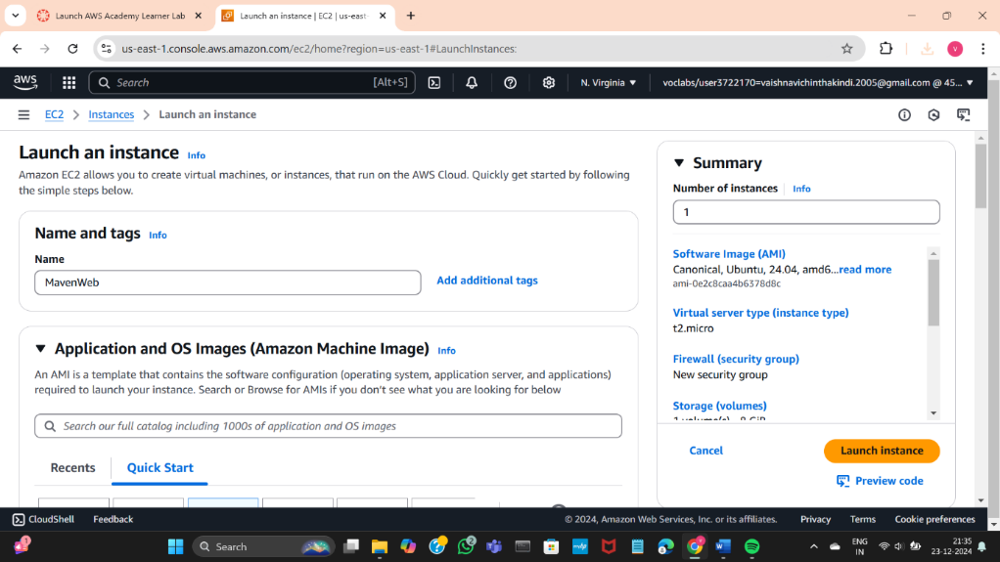 Launch AWS Academy Learner Lab
Launch an instance | EC2 | us-east-
us-east-1.console.aws.amazon.com/ec2/home?region=us-east-1#LaunchInstances:
V
aws
Search
[Alt+S]
N. Virginia
voclabs/user3722170=vaishnavichinthakindi.2005@gmail.com @ 45...
EC2 > Instances > Launch an instance
Launch an instance Info
Amazon EC2 allows you to create virtual machines, or instances, that run on the AWS Cloud. Quickly get started by following
the simple steps below.
Name and tags Info
Name
MavenWeb
Add additional tags
Application and OS Images (Amazon Machine Image) Info
An AMI is a template that contains the software configuration (operating system, application server, and applications)
required to launch your instance. Search or Browse for AMIs if you don't see what you are looking for below
Search our full catalog including 1000s of application and OS images
Recents
Quick Start
Summary
Number of instances Info
1
Software Image (AMI)
Canonical, Ubuntu, 24.04, amd6...read more
ami-0e2c8caa4b6378d8c
Virtual server type (instance type)
t2.micro
Firewall (security group)
New security group
Storage (volumes)
1 volume(s) - 8 GiB
Cancel
Launch instance
Preview code
CloudShell
Feedback
© 2024, Amazon Web Services, Inc. or its affiliates.
Privacy
Terms
Cookie preferences
Search
ENG
IN
21:35
23-12-2024